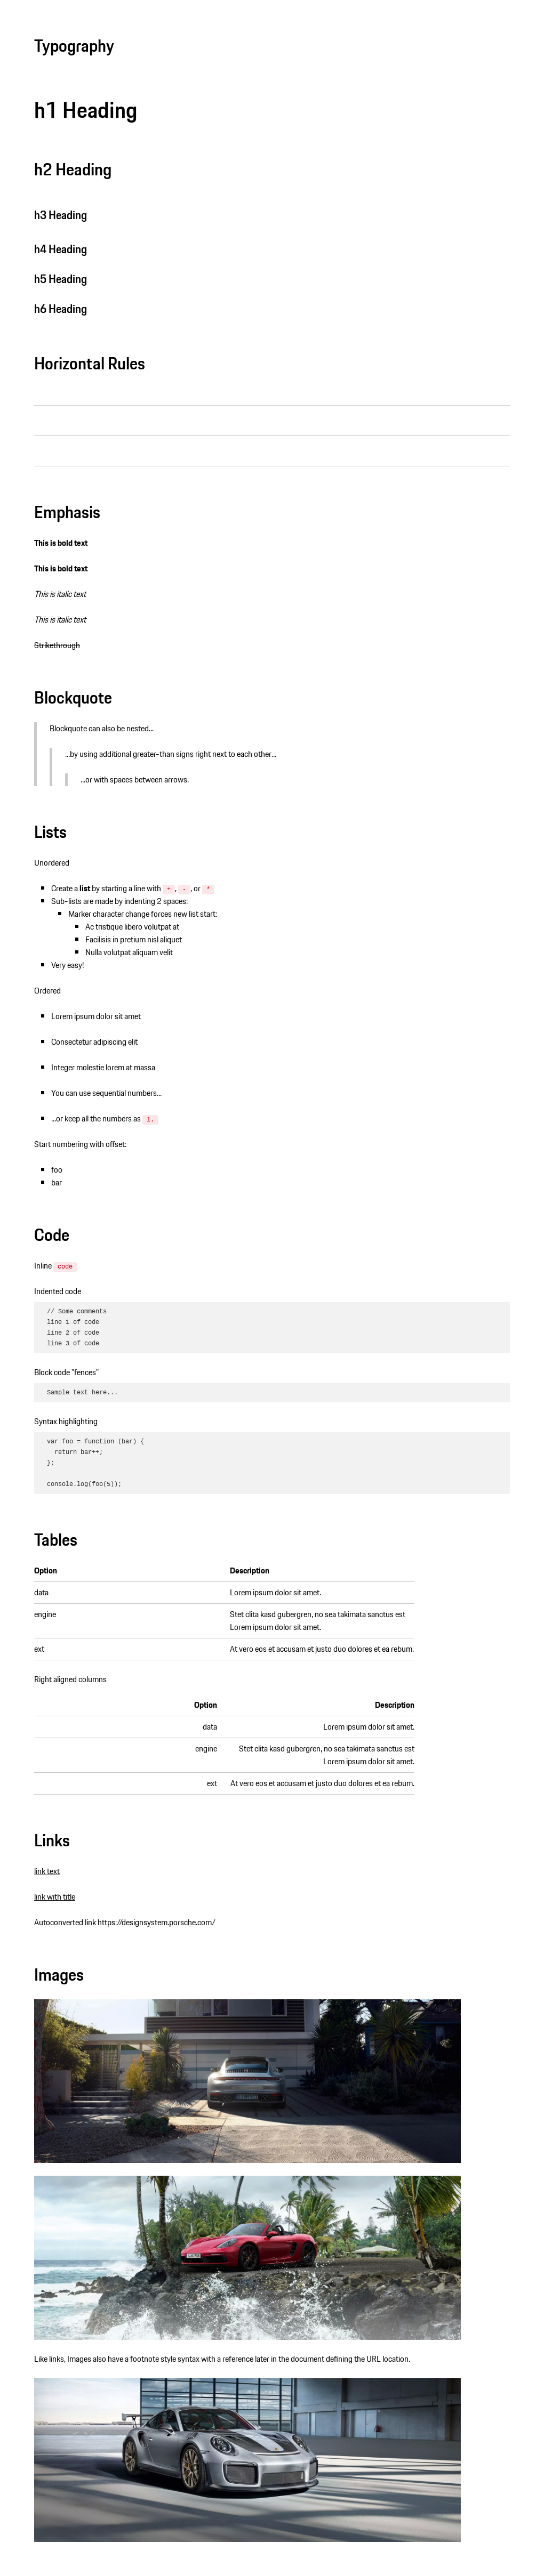 Typography
h1 Heading
h2 Heading
h3 Heading
h4 Heading
h5 Heading
h6 Heading
Horizontal Rules
Emphasis
This is bold text
This is bold text
This is italic text
This is italic text
Strikethrough
Blockquote
Blockquote can also be nested...
...by using additional greater-than signs right next to each other...
...or with spaces between arrows.
Lists
Unordered
Create a list by starting a line with +, -, or *
Sub-lists are made by indenting 2 spaces:
Marker character change forces new list start:
Ac tristique libero volutpat at
Facilisis in pretium nisl aliquet
Nulla volutpat aliquam velit
Very easy!
Ordered
Lorem ipsum dolor sit amet
Consectetur adipiscing elit
Integer molestie lorem at massa
You can use sequential numbers...
...or keep all the numbers as 1.
Start numbering with offset:
foo
bar
Code
Inline code
Indented code
// Some comments
line 1 of code
line 2 of code
line 3 of code
Block code "fences"
Sample text here...
Syntax highlighting
var foo = function (bar) {
  return bar++;
};
console.log(foo(5));
Tables
Option Description
data Lorem ipsum dolor sit amet.
engine Stet clita kasd gubergren, no sea takimata sanctus est
Lorem ipsum dolor sit amet.
ext At vero eos et accusam et justo duo dolores et ea rebum.
Right aligned columns
Option Description
data Lorem ipsum dolor sit amet.
engine Stet clita kasd gubergren, no sea takimata sanctus est
Lorem ipsum dolor sit amet.
ext At vero eos et accusam et justo duo dolores et ea rebum.
Links
link text
link with title
Autoconverted link https://designsystem.porsche.com/
Images
Like links, Images also have a footnote style syntax with a reference later in the document defining the URL location.